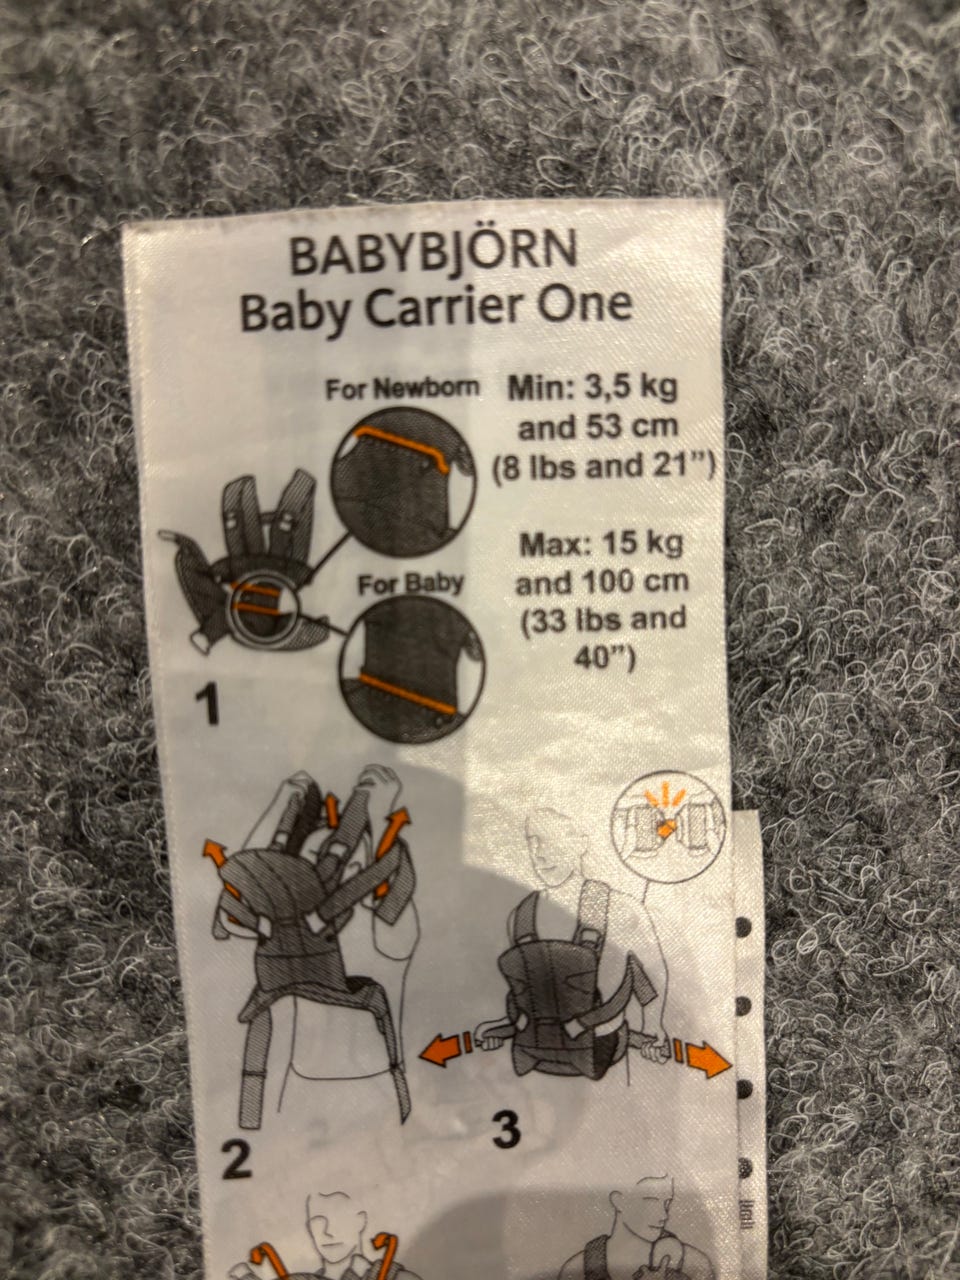 BABYBJÖRN
Baby Carrier One
For Newborn
Min: 3,5 kg
and 53 cm
(8 lbs and 21”)
Max: 15 kg
and 100 cm
(33 lbs and
40”)
For Baby
1
2
3